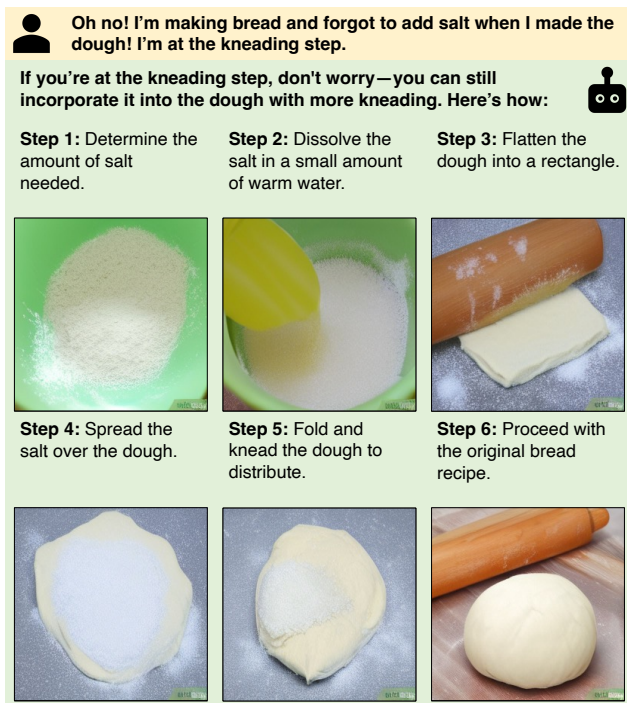 Oh no! I'm making bread and forgot to add salt when I made the
dough! I'm at the kneading step.
If you're at the kneading step, don't worry—you can still
incorporate it into the dough with more kneading. Here's how:
Step 1: Determine the
amount of salt
needed.
Step 2: Dissolve the
salt in a small amount
of warm water.
Step 3: Flatten the
dough into a rectangle.
Step 4: Spread the
salt over the dough.
Step 5: Fold and
knead the dough to
distribute.
Step 6: Proceed with
the original bread
recipe.